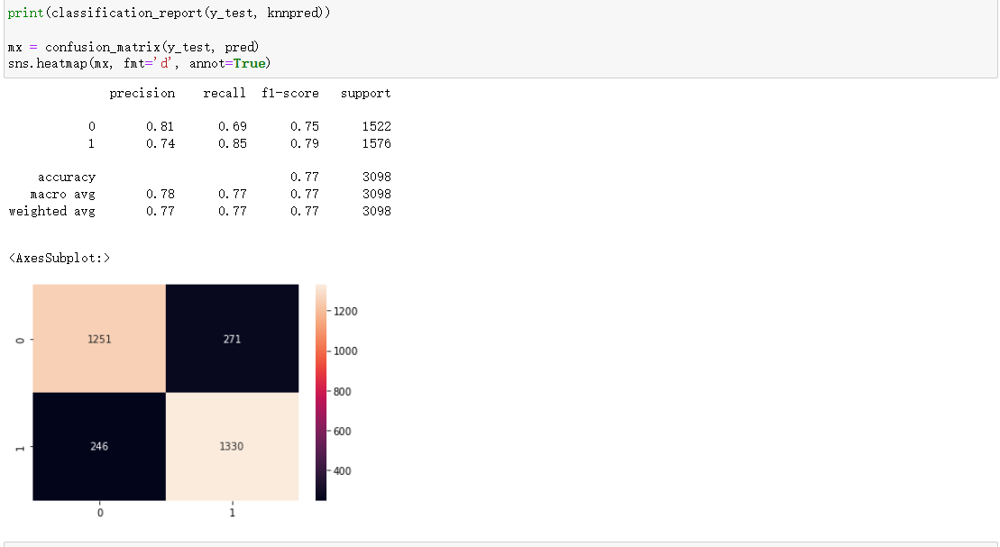 print(classification_report(y_test, knnpred))
mx = confusion_matrix(y_test, pred)
sns.heatmap(mx, fmt='d', annot=True)
precision recall f1-score support
0 0.81 0.69 0.75 1522
1 0.74 0.85 0.79 1576
accuracy 0.77 3098
macro avg 0.78 0.77 0.77 3098
weighted avg 0.77 0.77 0.77 3098
<AxesSubplot:>
1200
0 1251 271
1000
800
600
1 246 1330
400
0 1